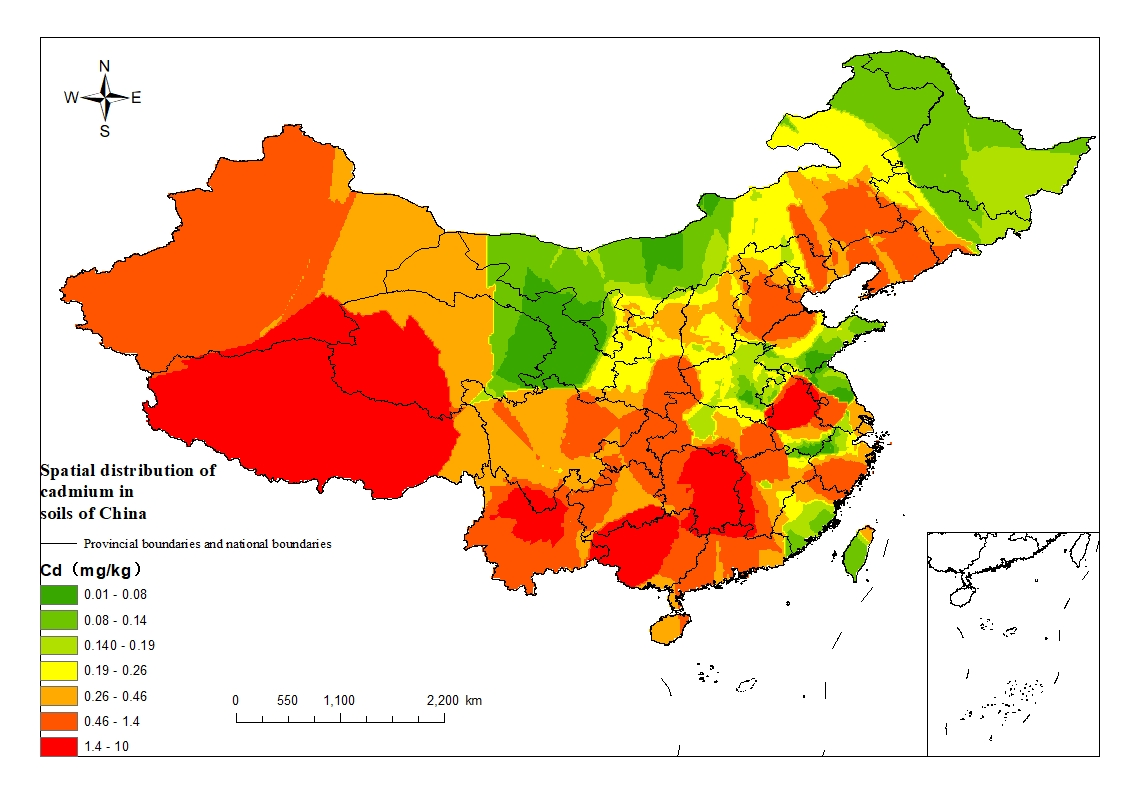 N
W E
S
Spatial distribution of
cadmium in
soils of China
Provincial boundaries and national boundaries
Cd（mg/kg）
0.01 - 0.08
0.08 - 0.14
0.140 - 0.19
0.19 - 0.26
0.26 - 0.46
0.46 - 1.4
1.4 - 10
0 550 1,100 2,200 km